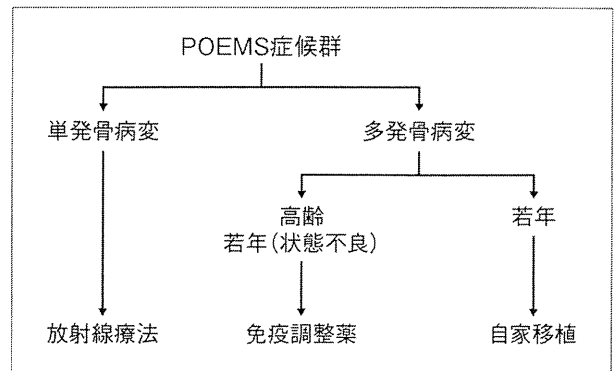 POEMS症候群
単発骨病変
多発骨病変
高齢
若年（状態不良）
若年
放射線療法
免疫調整薬
自家移植